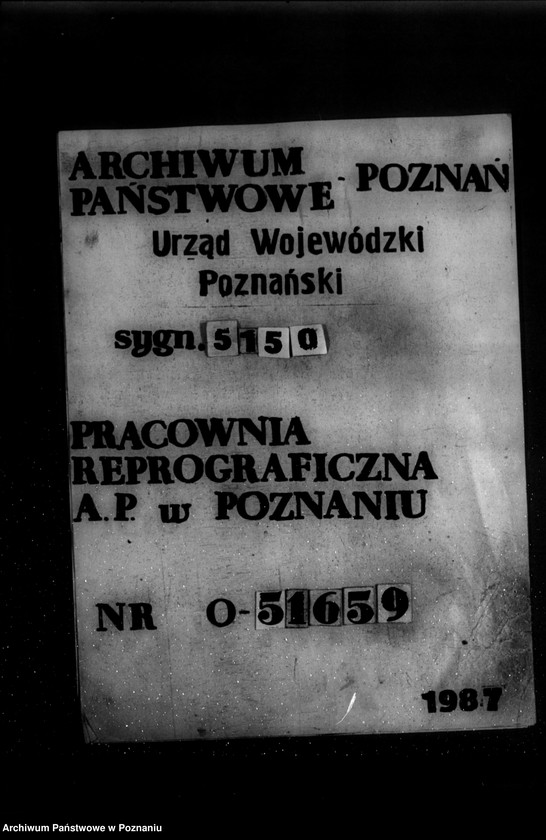 ARCHIWUM
PAŃSTWOWE - POZNAŃ
Urząd Wojewódzki
Poznański
sygn. 5150
PRACOWNIA
REPROGRAFICZNA
A.P. w POZNANIU
NR O-51659
1987
Archiwum Państwowe w Poznaniu